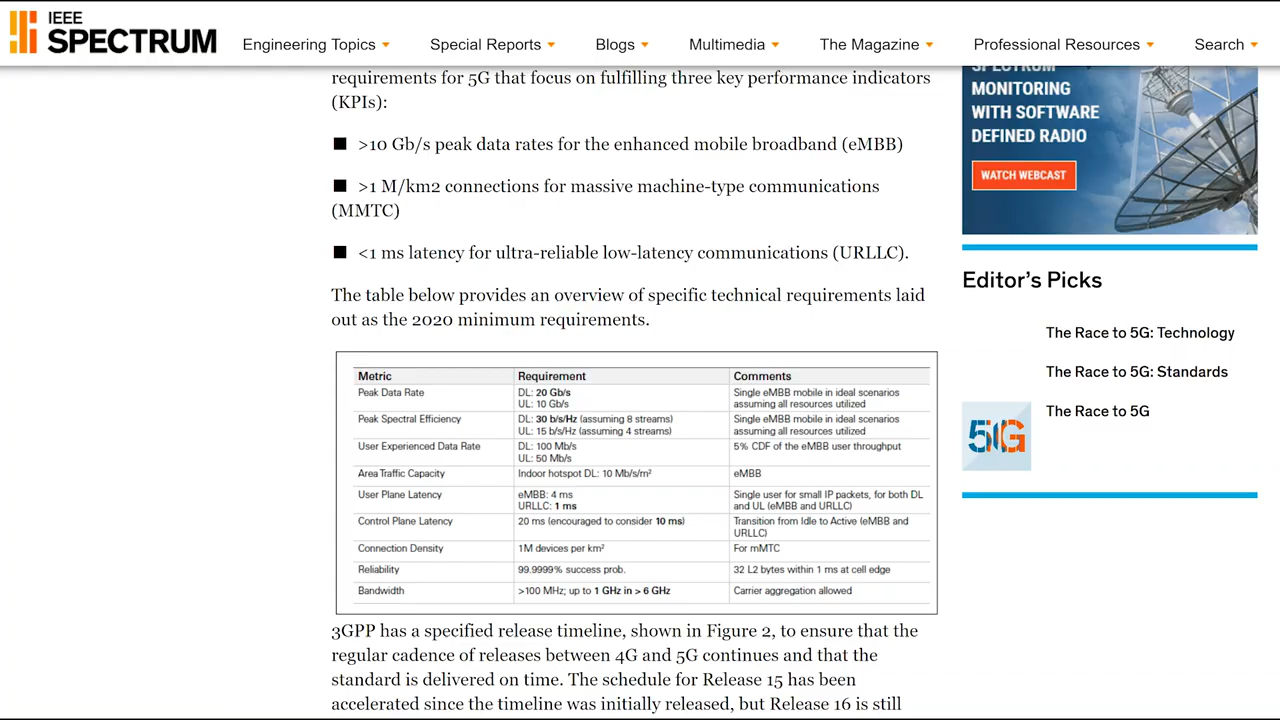 IEEE
SPECTRUM
Engineering Topics
Special Reports
Blogs
Multimedia
The Magazine
Professional Resources
Search
requirements for 5G that focus on fulfilling three key performance indicators
(KPIs):
>10 Gb/s peak data rates for the enhanced mobile broadband (eMBB)
>1 M/km2 connections for massive machine-type communications
(MMTC)
<1 ms latency for ultra-reliable low-latency communications (URLLC).
The table below provides an overview of specific technical requirements laid
out as the 2020 minimum requirements.
Metric Requirement Comments
Peak Data Rate DL: 20 Gb/s Single eMBB mobile in ideal scenarios
UL: 10 Gb/s assuming all resources utilized
Peak Spectral Efficiency DL: 30 b/s/Hz (assuming 8 streams) Single eMBB mobile in ideal scenarios
UL: 15 b/s/Hz (assuming 4 streams) assuming all resources utilized
User Experienced Data Rate DL: 100 Mb/s 5% CDF of the eMBB user throughput
UL: 50 Mb/s
Area Traffic Capacity Indoor hotspot DL: 10 Mb/s/m² eMBB
User Plane Latency eMBB: 4 ms Single user for small IP packets, for both DL
URLLC: 1 ms and UL (eMBB and URLLC)
Control Plane Latency 20 ms (encouraged to consider 10 ms) Transition from Idle to Active (eMBB and
URLLC)
Connection Density 1M devices per km² For mMTC
Reliability 99.9999% success prob. 32 L2 bytes within 1 ms at cell edge
Bandwidth >100 MHz; up to 1 GHz in > 6 GHz Carrier aggregation allowed
3GPP has a specified release timeline, shown in Figure 2, to ensure that the
regular cadence of releases between 4G and 5G continues and that the
standard is delivered on time. The schedule for Release 15 has been
accelerated since the timeline was initially released, but Release 16 is still
SPECTRUM
MONITORING
WITH SOFTWARE
DEFINED RADIO
WATCH WEBCAST
Editor's Picks
The Race to 5G: Technology
The Race to 5G: Standards
The Race to 5G
5G